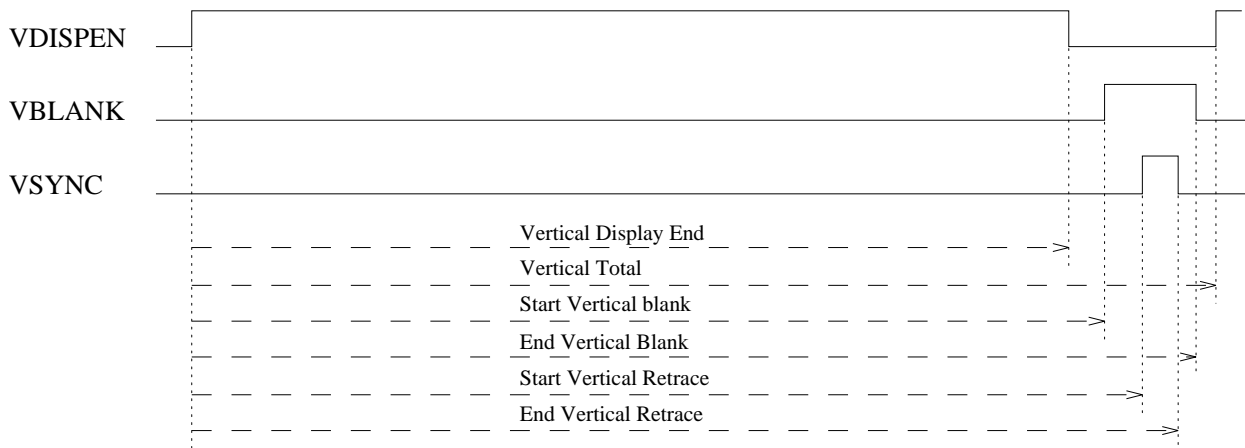 VDISPEN
VBLANK
VSYNC
Vertical Display End
Vertical Total
Start Vertical blank
End Vertical Blank
Start Vertical Retrace
End Vertical Retrace